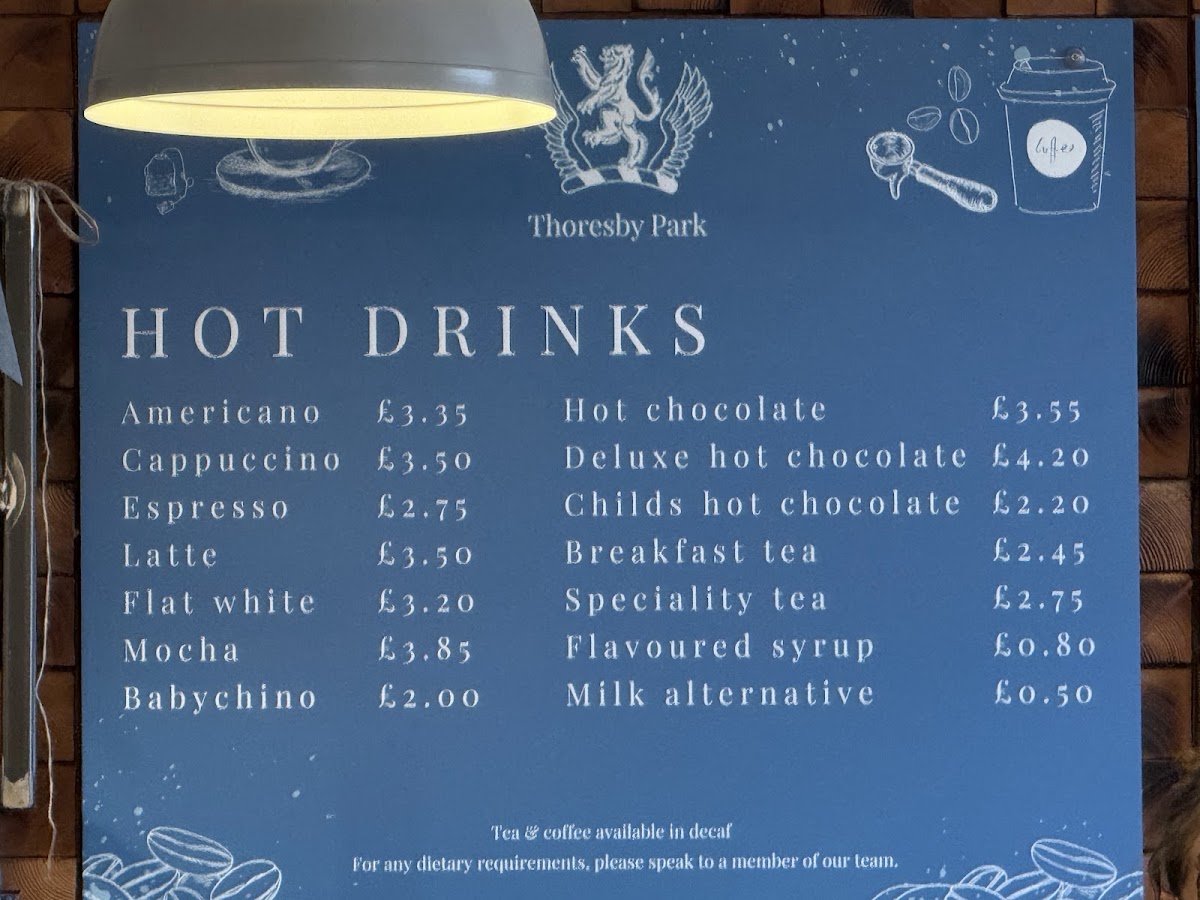 Coffee
Thoresby Park
HOT DRINKS
Americano £3.35
Cappuccino £3.50
Espresso £2.75
Latte £3.50
Flat white £3.20
Mocha £3.85
Babychino £2.00
Hot chocolate £3.55
Deluxe hot chocolate £4.20
Childs hot chocolate £2.20
Breakfast tea £2.45
Speciality tea £2.75
Flavoured syrup £0.80
Milk alternative £0.50
Tea & coffee available in decaf
For any dietary requirements, please speak to a member of our team.